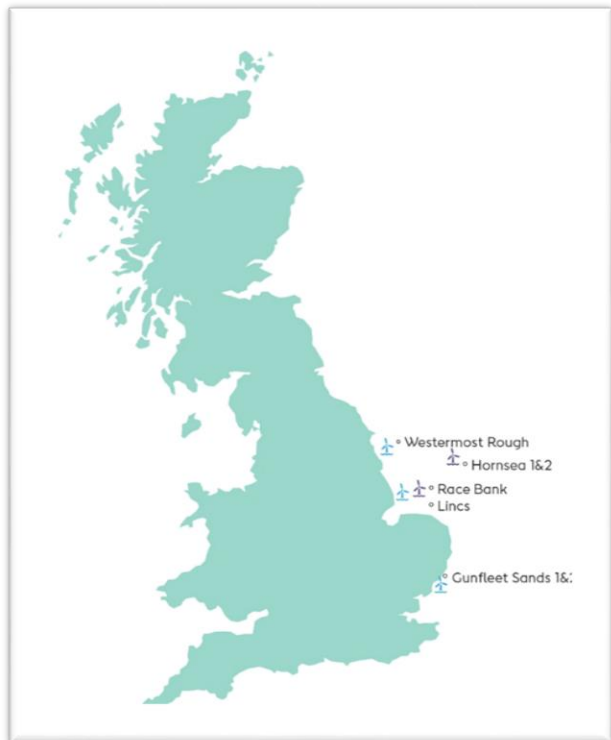 Westermost Rough
Hornsea 1&2
Race Bank
Lincs
Gunfleet Sands 1&